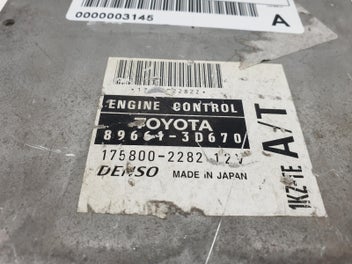 0000003145
A
ENGINE CONTROL
TOYOTA
89661-3D670
175800-2282 12V
DENSO MADE IN JAPAN
1KZ-TE A/T